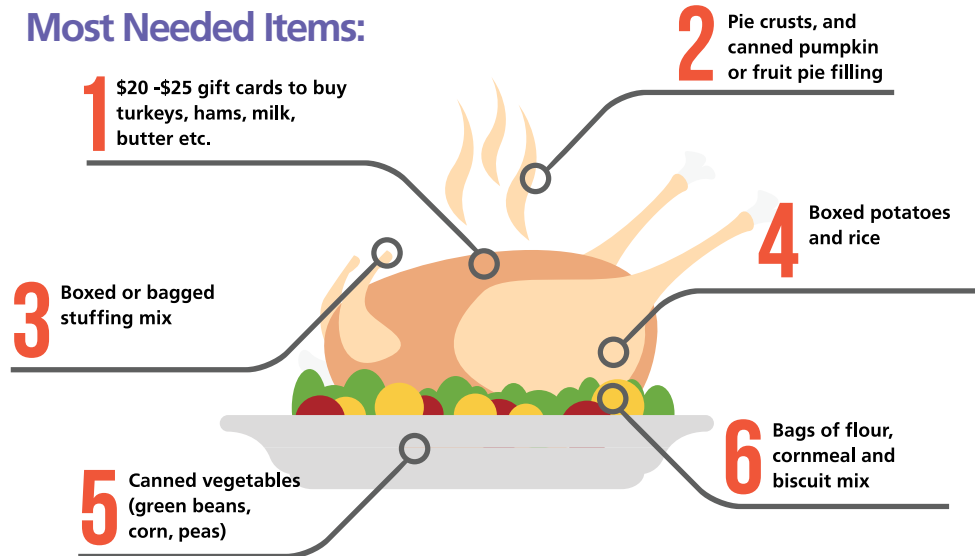 Most Needed Items:
1
$20 -$25 gift cards to buy
turkeys, hams, milk,
butter etc.
2
Pie crusts, and
canned pumpkin
or fruit pie filling
3
Boxed or bagged
stuffing mix
4
Boxed potatoes
and rice
5
Canned vegetables
(green beans,
corn, peas)
6
Bags of flour,
cornmeal and
biscuit mix